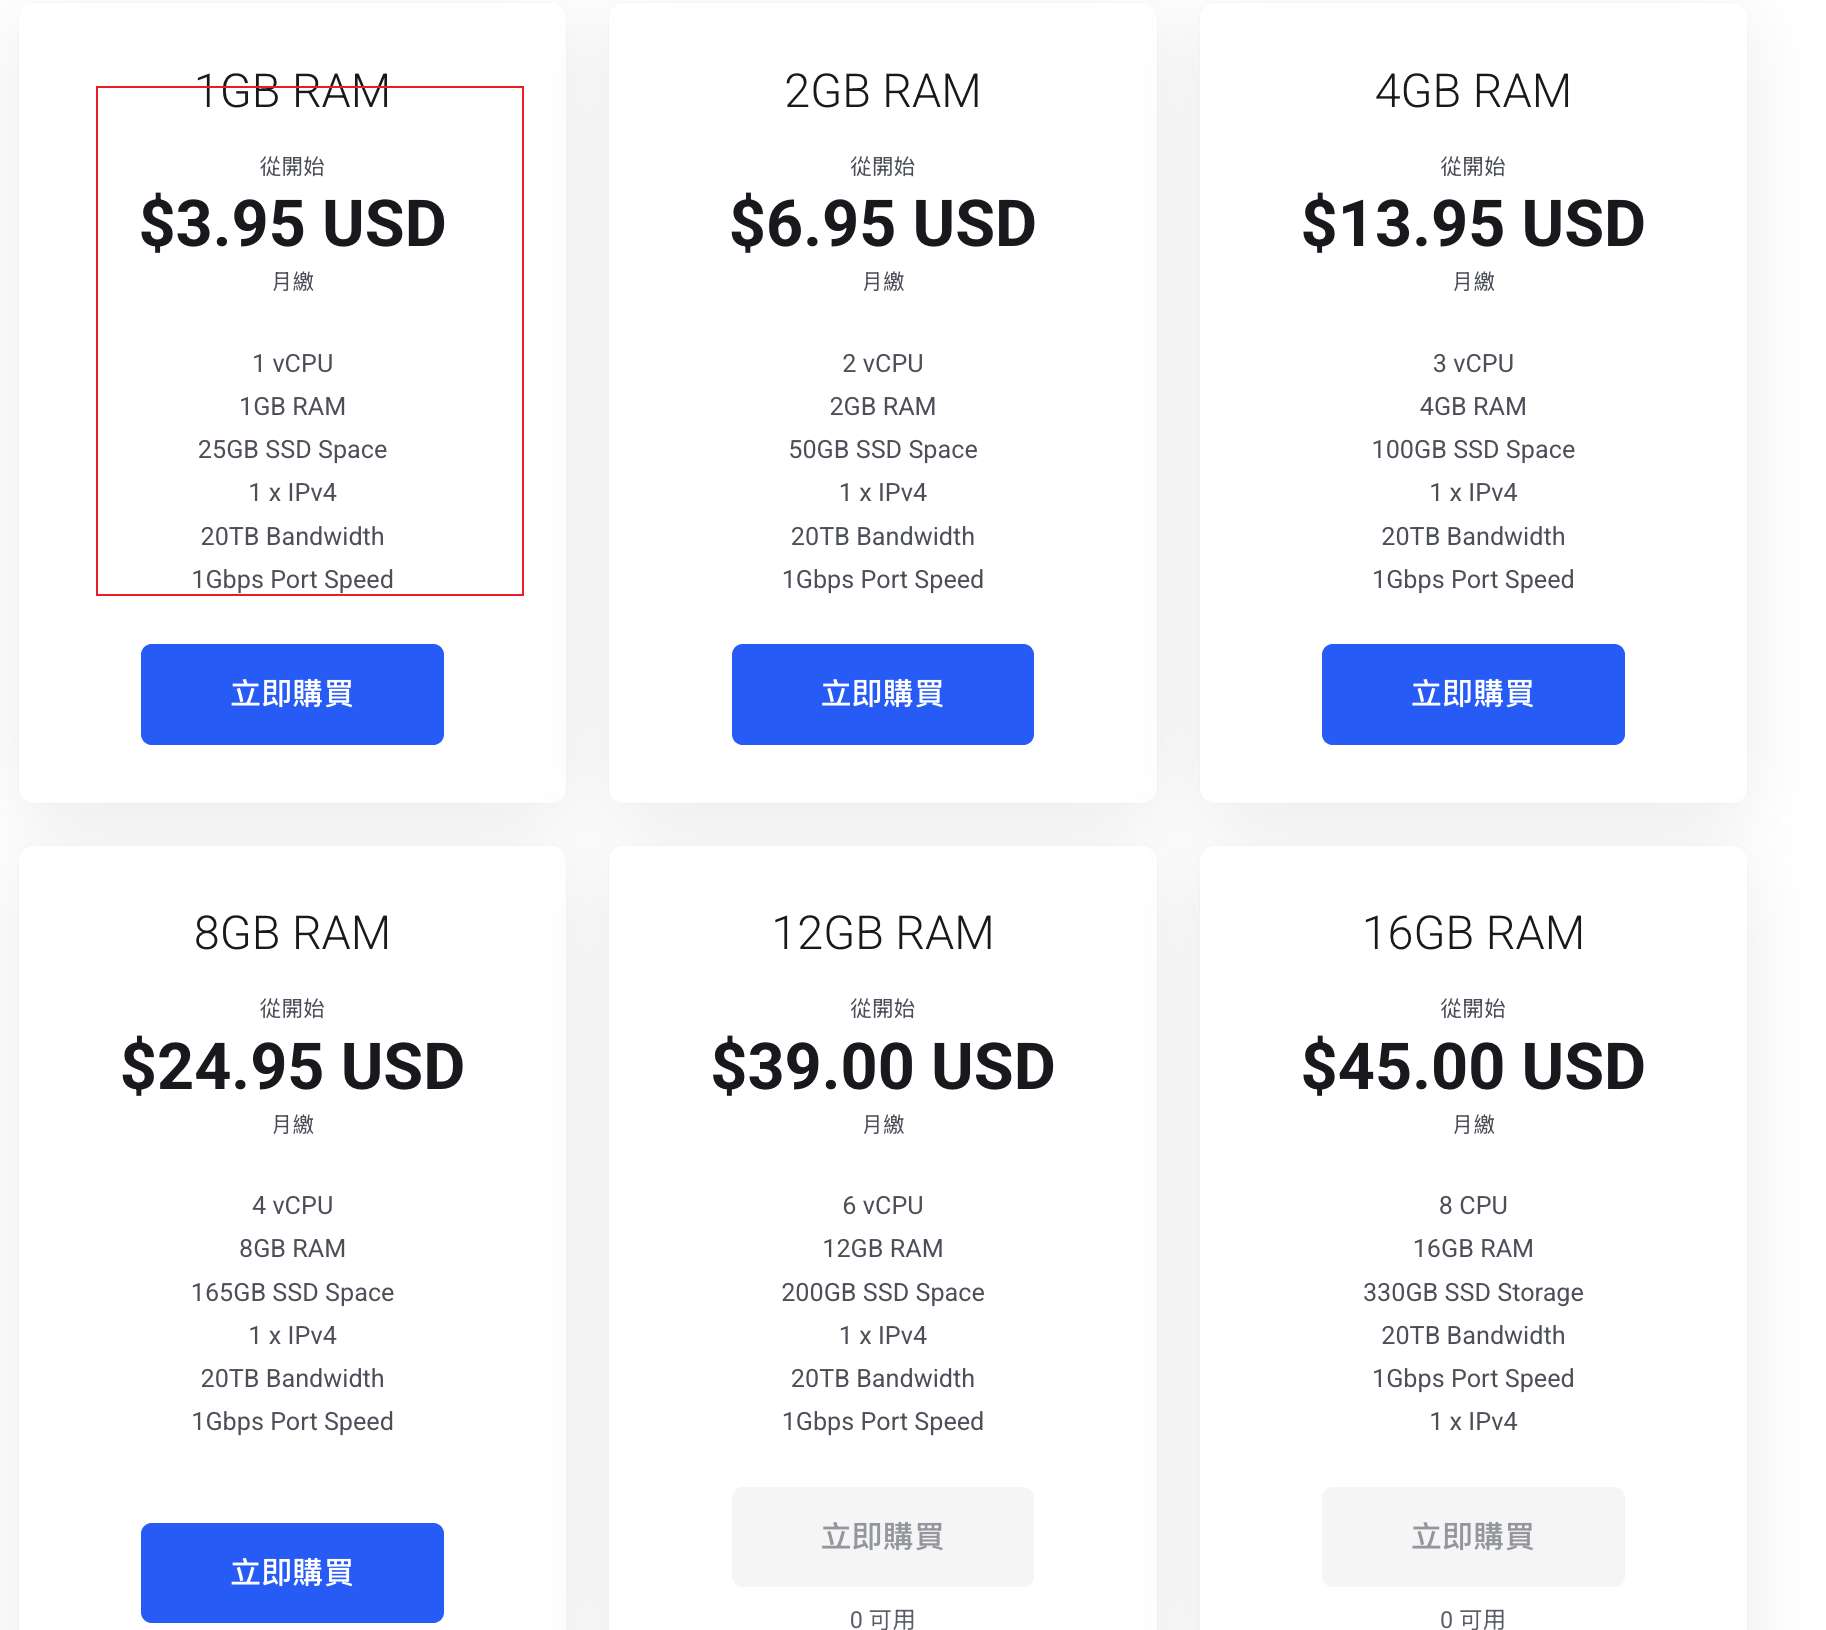 1GB RAM
從開始
$3.95 USD
月繳
1 vCPU
1GB RAM
25GB SSD Space
1 x IPv4
20TB Bandwidth
1Gbps Port Speed
立即購買
2GB RAM
從開始
$6.95 USD
月繳
2 vCPU
2GB RAM
50GB SSD Space
1 x IPv4
20TB Bandwidth
1Gbps Port Speed
立即購買
4GB RAM
從開始
$13.95 USD
月繳
3 vCPU
4GB RAM
100GB SSD Space
1 x IPv4
20TB Bandwidth
1Gbps Port Speed
立即購買
8GB RAM
從開始
$24.95 USD
月繳
4 vCPU
8GB RAM
165GB SSD Space
1 x IPv4
20TB Bandwidth
1Gbps Port Speed
立即購買
12GB RAM
從開始
$39.00 USD
月繳
6 vCPU
12GB RAM
200GB SSD Space
1 x IPv4
20TB Bandwidth
1Gbps Port Speed
立即購買
0 可用
16GB RAM
從開始
$45.00 USD
月繳
8 CPU
16GB RAM
330GB SSD Storage
20TB Bandwidth
1Gbps Port Speed
1 x IPv4
立即購買
0 可用